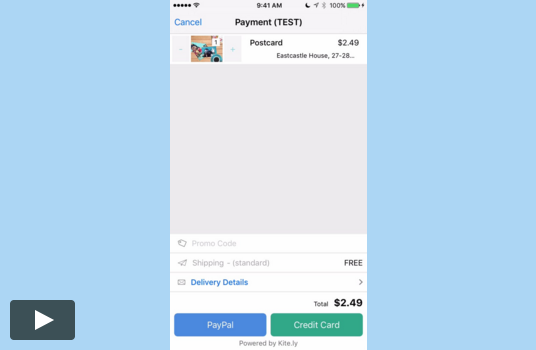 9:41 AM 100%
Cancel Payment (TEST)
1 Postcard $2.49
Eastcastle House, 27-28...
Promo Code
Shipping - (standard) FREE
Delivery Details
Total $2.49
PayPal Credit Card
Powered by Kite.ly